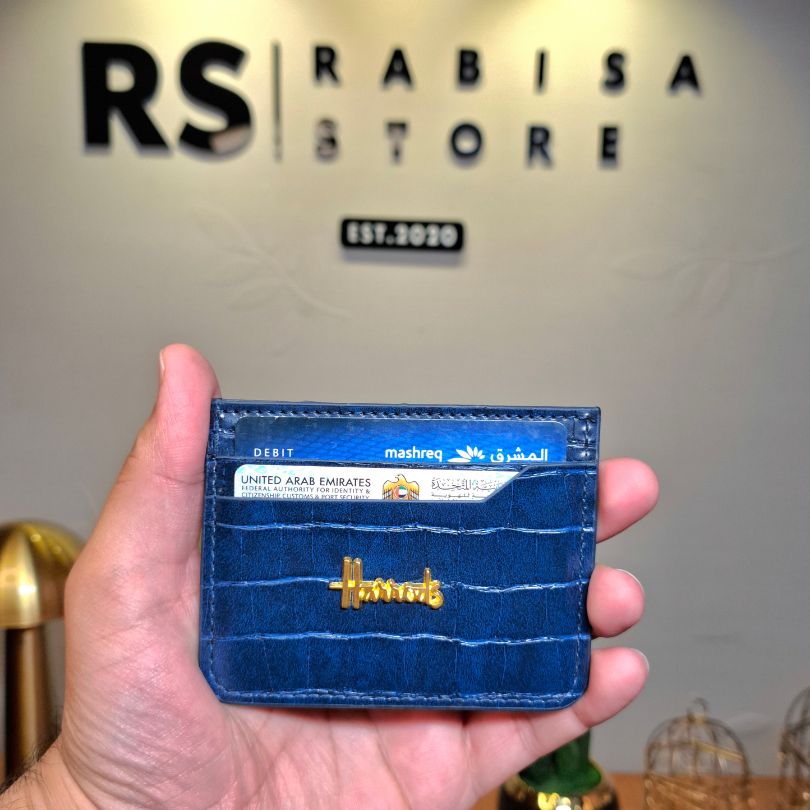 RS
RABISA
STORE
EST.2020
DEBIT
mashreq المشرق
UNITED ARAB EMIRATES
FEDERAL AUTHORITY FOR IDENTITY &
CITIZENSHIP CUSTOMS & PORT SECURITY
Harrods